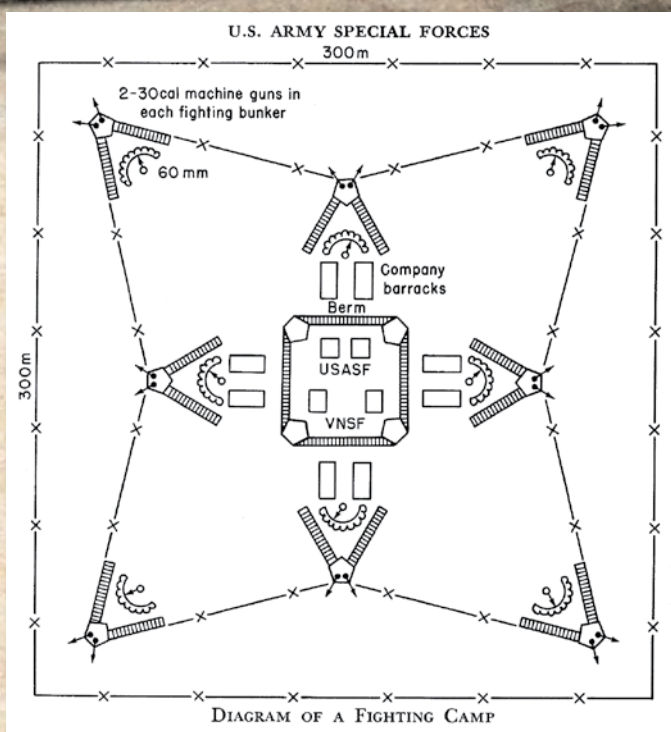 U.S. ARMY SPECIAL FORCES
300m
2-30cal machine guns in
each fighting bunker
60 mm
Company
barracks
Berm
USASF
300m
VNSF
DIAGRAM OF A FIGHTING CAMP